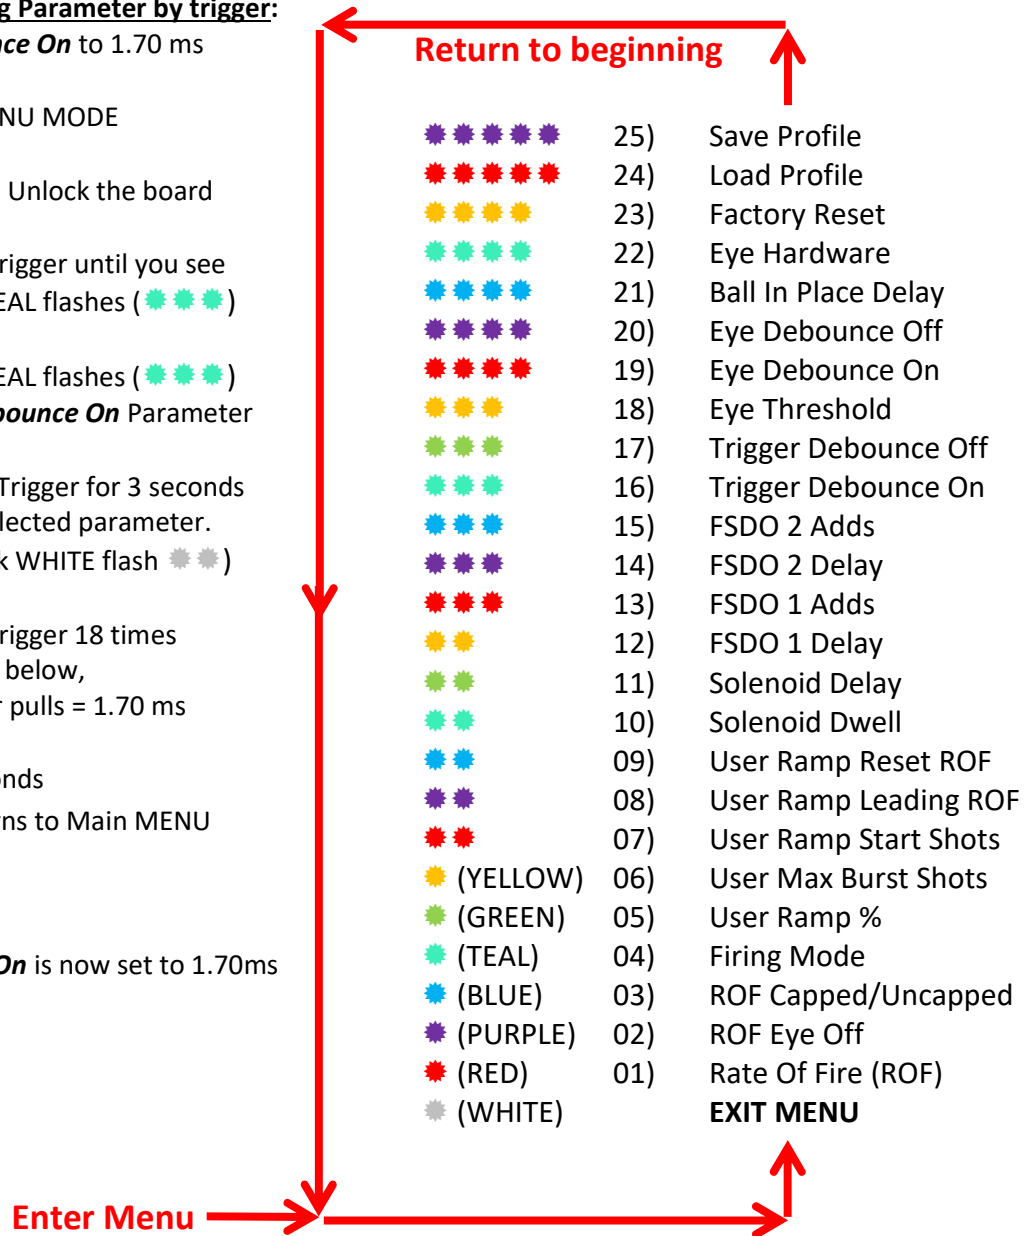 g Parameter by trigger:
nce On to 1.70 ms
NU MODE
Unlock the board
rigger until you see
EAL flashes ( )
EAL flashes ( )
bounce On Parameter
Trigger for 3 seconds
lected parameter.
k WHITE flash )
rigger 18 times
below,
r pulls = 1.70 ms
onds
rns to Main MENU
On is now set to 1.70ms
Enter Menu
Return to beginning
25) Save Profile
24) Load Profile
23) Factory Reset
22) Eye Hardware
21) Ball In Place Delay
20) Eye Debounce Off
19) Eye Debounce On
18) Eye Threshold
17) Trigger Debounce Off
16) Trigger Debounce On
15) FSDO 2 Adds
14) FSDO 2 Delay
13) FSDO 1 Adds
12) FSDO 1 Delay
11) Solenoid Delay
10) Solenoid Dwell
09) User Ramp Reset ROF
08) User Ramp Leading ROF
07) User Ramp Start Shots
(YELLOW) 06) User Max Burst Shots
(GREEN) 05) User Ramp %
(TEAL) 04) Firing Mode
(BLUE) 03) ROF Capped/Uncapped
(PURPLE) 02) ROF Eye Off
(RED) 01) Rate Of Fire (ROF)
(WHITE) EXIT MENU